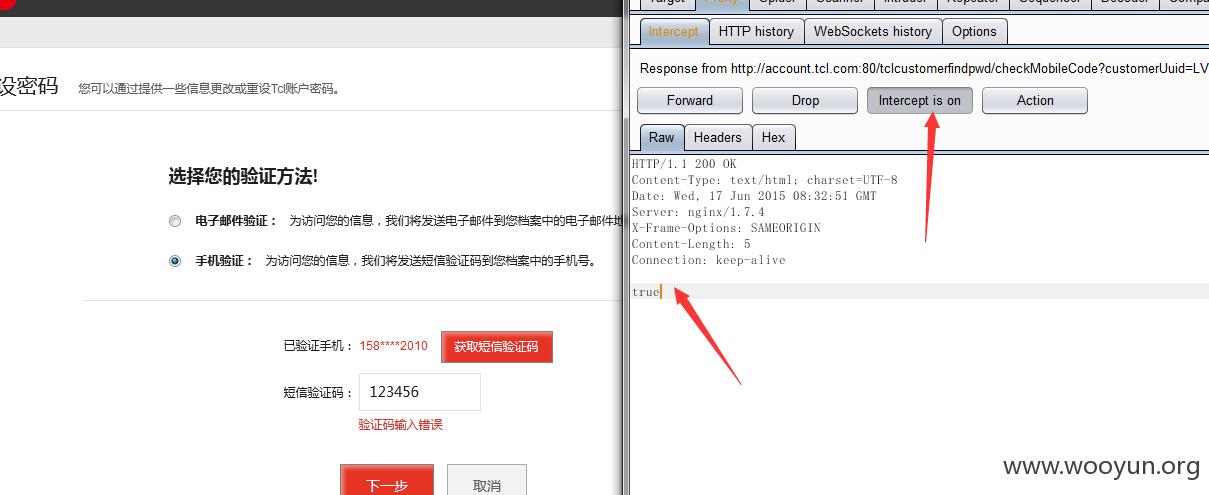 设密码 您可以通过提供一些信息更改或重设Tcl账户密码。
选择您的验证方法!
电子邮件验证： 为访问您的信息，我们将发送电子邮件到您档案中的电子邮件地
手机验证： 为访问您的信息，我们将发送短信验证码到您档案中的手机号。
已验证手机： 158****2010 获取短信验证码
短信验证码： 123456
验证码输入错误
下一步 取消
Target Proxy Spider Scanner Intruder Repeater Sequencer Decoder
Intercept HTTP history WebSockets history Options
Response from http://account.tcl.com:80/tclcustomerfindpwd/checkMobileCode?customerUuid=LV
Forward Drop Intercept is on Action
Raw Headers Hex
HTTP/1.1 200 OK
Content-Type: text/html; charset=UTF-8
Date: Wed, 17 Jun 2015 08:32:51 GMT
Server: nginx/1.7.4
X-Frame-Options: SAMEORIGIN
Content-Length: 5
Connection: keep-alive
true
www.wooyun.org